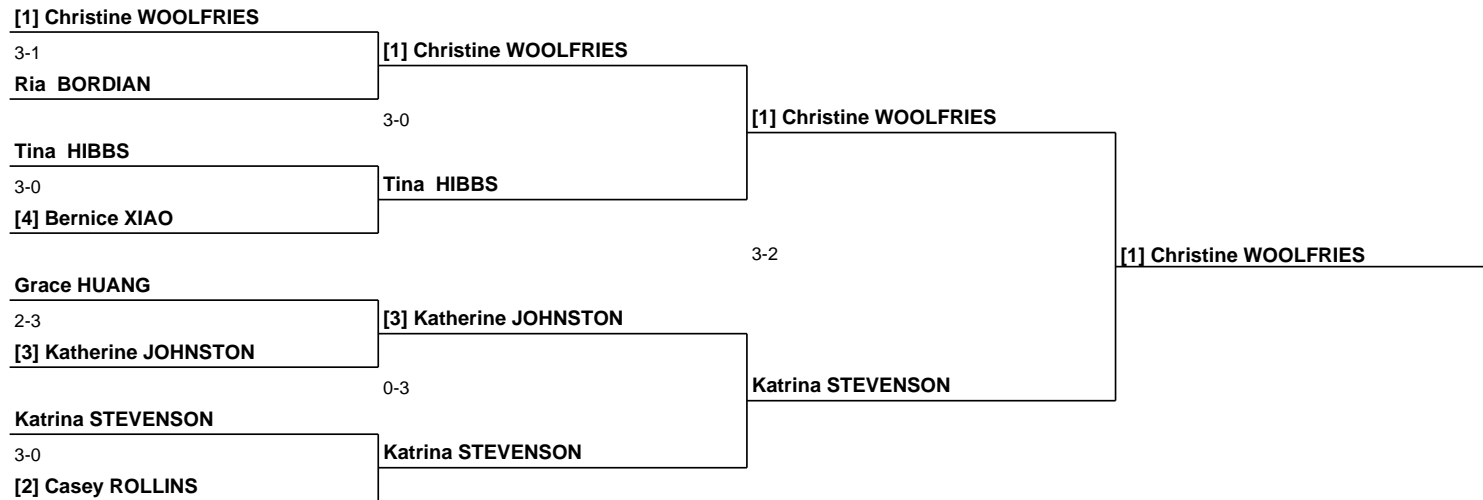 [1] Christine WOOLFRIES
3-1
[1] Christine WOOLFRIES
Ria BORDIAN
3-0
[1] Christine WOOLFRIES
Tina HIBBS
3-0
Tina HIBBS
[4] Bernice XIAO
3-2
[1] Christine WOOLFRIES
Grace HUANG
2-3
[3] Katherine JOHNSTON
[3] Katherine JOHNSTON
0-3
Katrina STEVENSON
Katrina STEVENSON
3-0
Katrina STEVENSON
[2] Casey ROLLINS